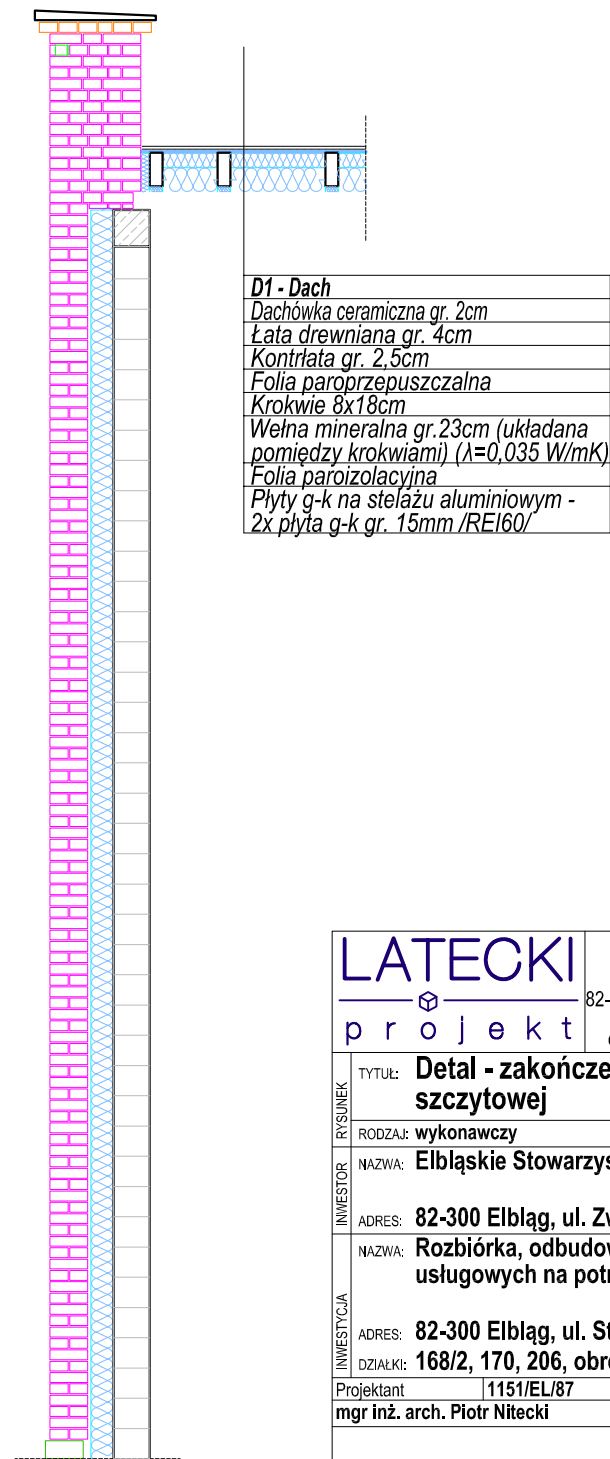 D1 - Dach
Dachówka ceramiczna gr. 2cm
Łata drewniana gr. 4cm
Kontrłata gr. 2,5cm
Folia paroprzepuszczalna
Krokwie 8x18cm
Wełna mineralna gr.23cm (układana
pomiędzy krokwiami) (λ=0,035 W/mK)
Folia paroizolacyjna
Płyty g-k na stelażu aluminiowym -
2x płyta g-k gr. 15mm /REI60/
LATECKI
projekt
82-
RYSUNEK
TYTUŁ: Detal - zakończe
szczytowej
RODZAJ: wykonawczy
INWESTOR
NAZWA: Elbląskie Stowarzys
ADRES: 82-300 Elbląg, ul. Zw
INWESTYCJA
NAZWA: Rozbiórka, odbudow
usługowych na potr
ADRES: 82-300 Elbląg, ul. St
DZIAŁKI: 168/2, 170, 206, obrę
Projektant 1151/EL/87
mgr inż. arch. Piotr Nitecki